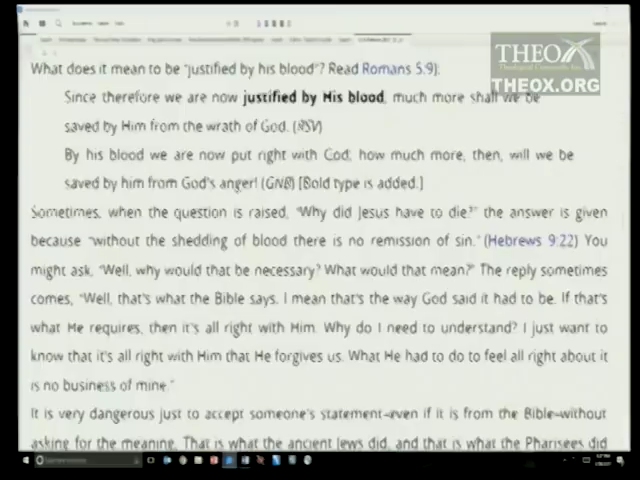 THEOX
THEOX.ORG
What does it mean to be "justified by his blood"? Read Romans 5:9).
Since therefore we are now justified by His blood, much more shall we be
saved by Him from the wrath of God. (RSV)
By his blood we are now put right with God, how much more, then, will we be
saved by him from God's anger! (GNB) [Bold type is added.]
Sometimes, when the question is raised, "Why did Jesus have to die?" the answer is given
because "without the shedding of blood there is no remission of sin." (Hebrews 9:22) You
might ask, "Well, why would that be necessary? What would that mean?" The reply sometimes
comes, "Well, that's what the Bible says. I mean that's the way God said it had to be. If that's
what He requires, then it's all right with Him. Why do I need to understand? I just want to
know that it's all right with Him that He forgives us. What He had to do to feel all right about it
is no business of mine."
It is very dangerous just to accept someone's statement–even if it is from the Bible–without
asking for the meaning. That is what the ancient Jews did, and that is what the Pharisees did